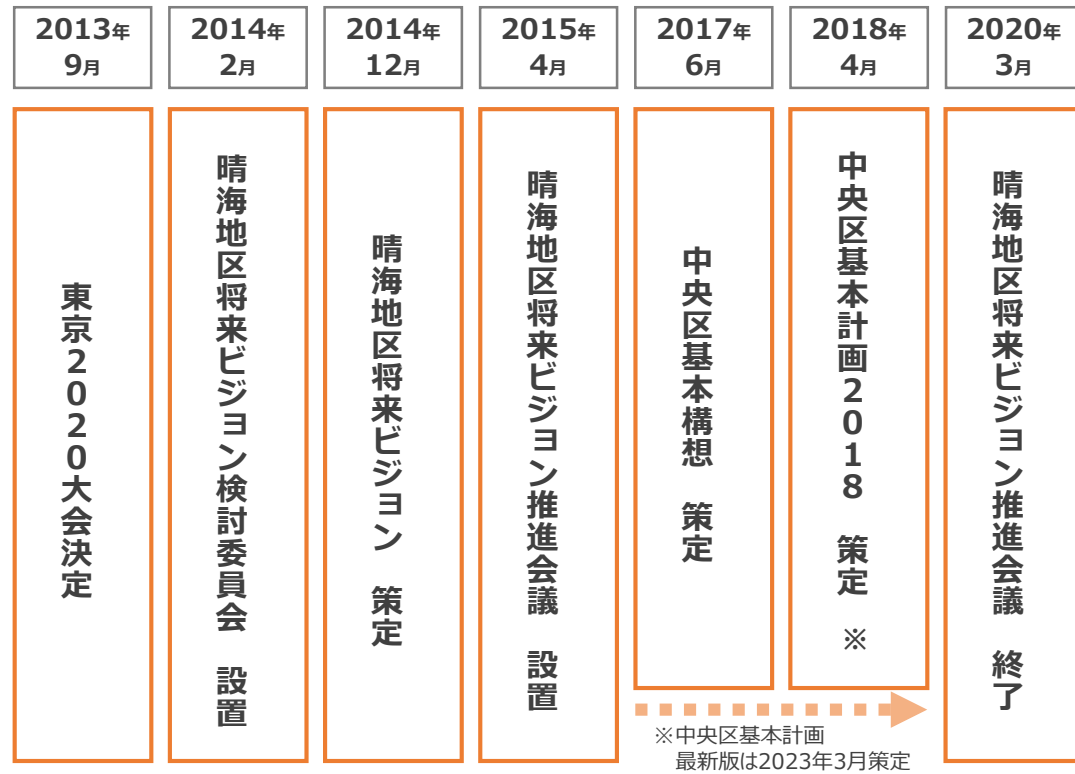 2013年
9月
東京2020大会決定
2014年
2月
晴海地区将来ビジョン検討委員会　設置
2014年
12月
晴海地区将来ビジョン　策定
2015年
4月
晴海地区将来ビジョン推進会議　設置
2017年
6月
中央区基本構想　策定
2018年
4月
中央区基本計画2018　策定　※
2020年
3月
晴海地区将来ビジョン推進会議　終了
※中央区基本計画
最新版は2023年3月策定